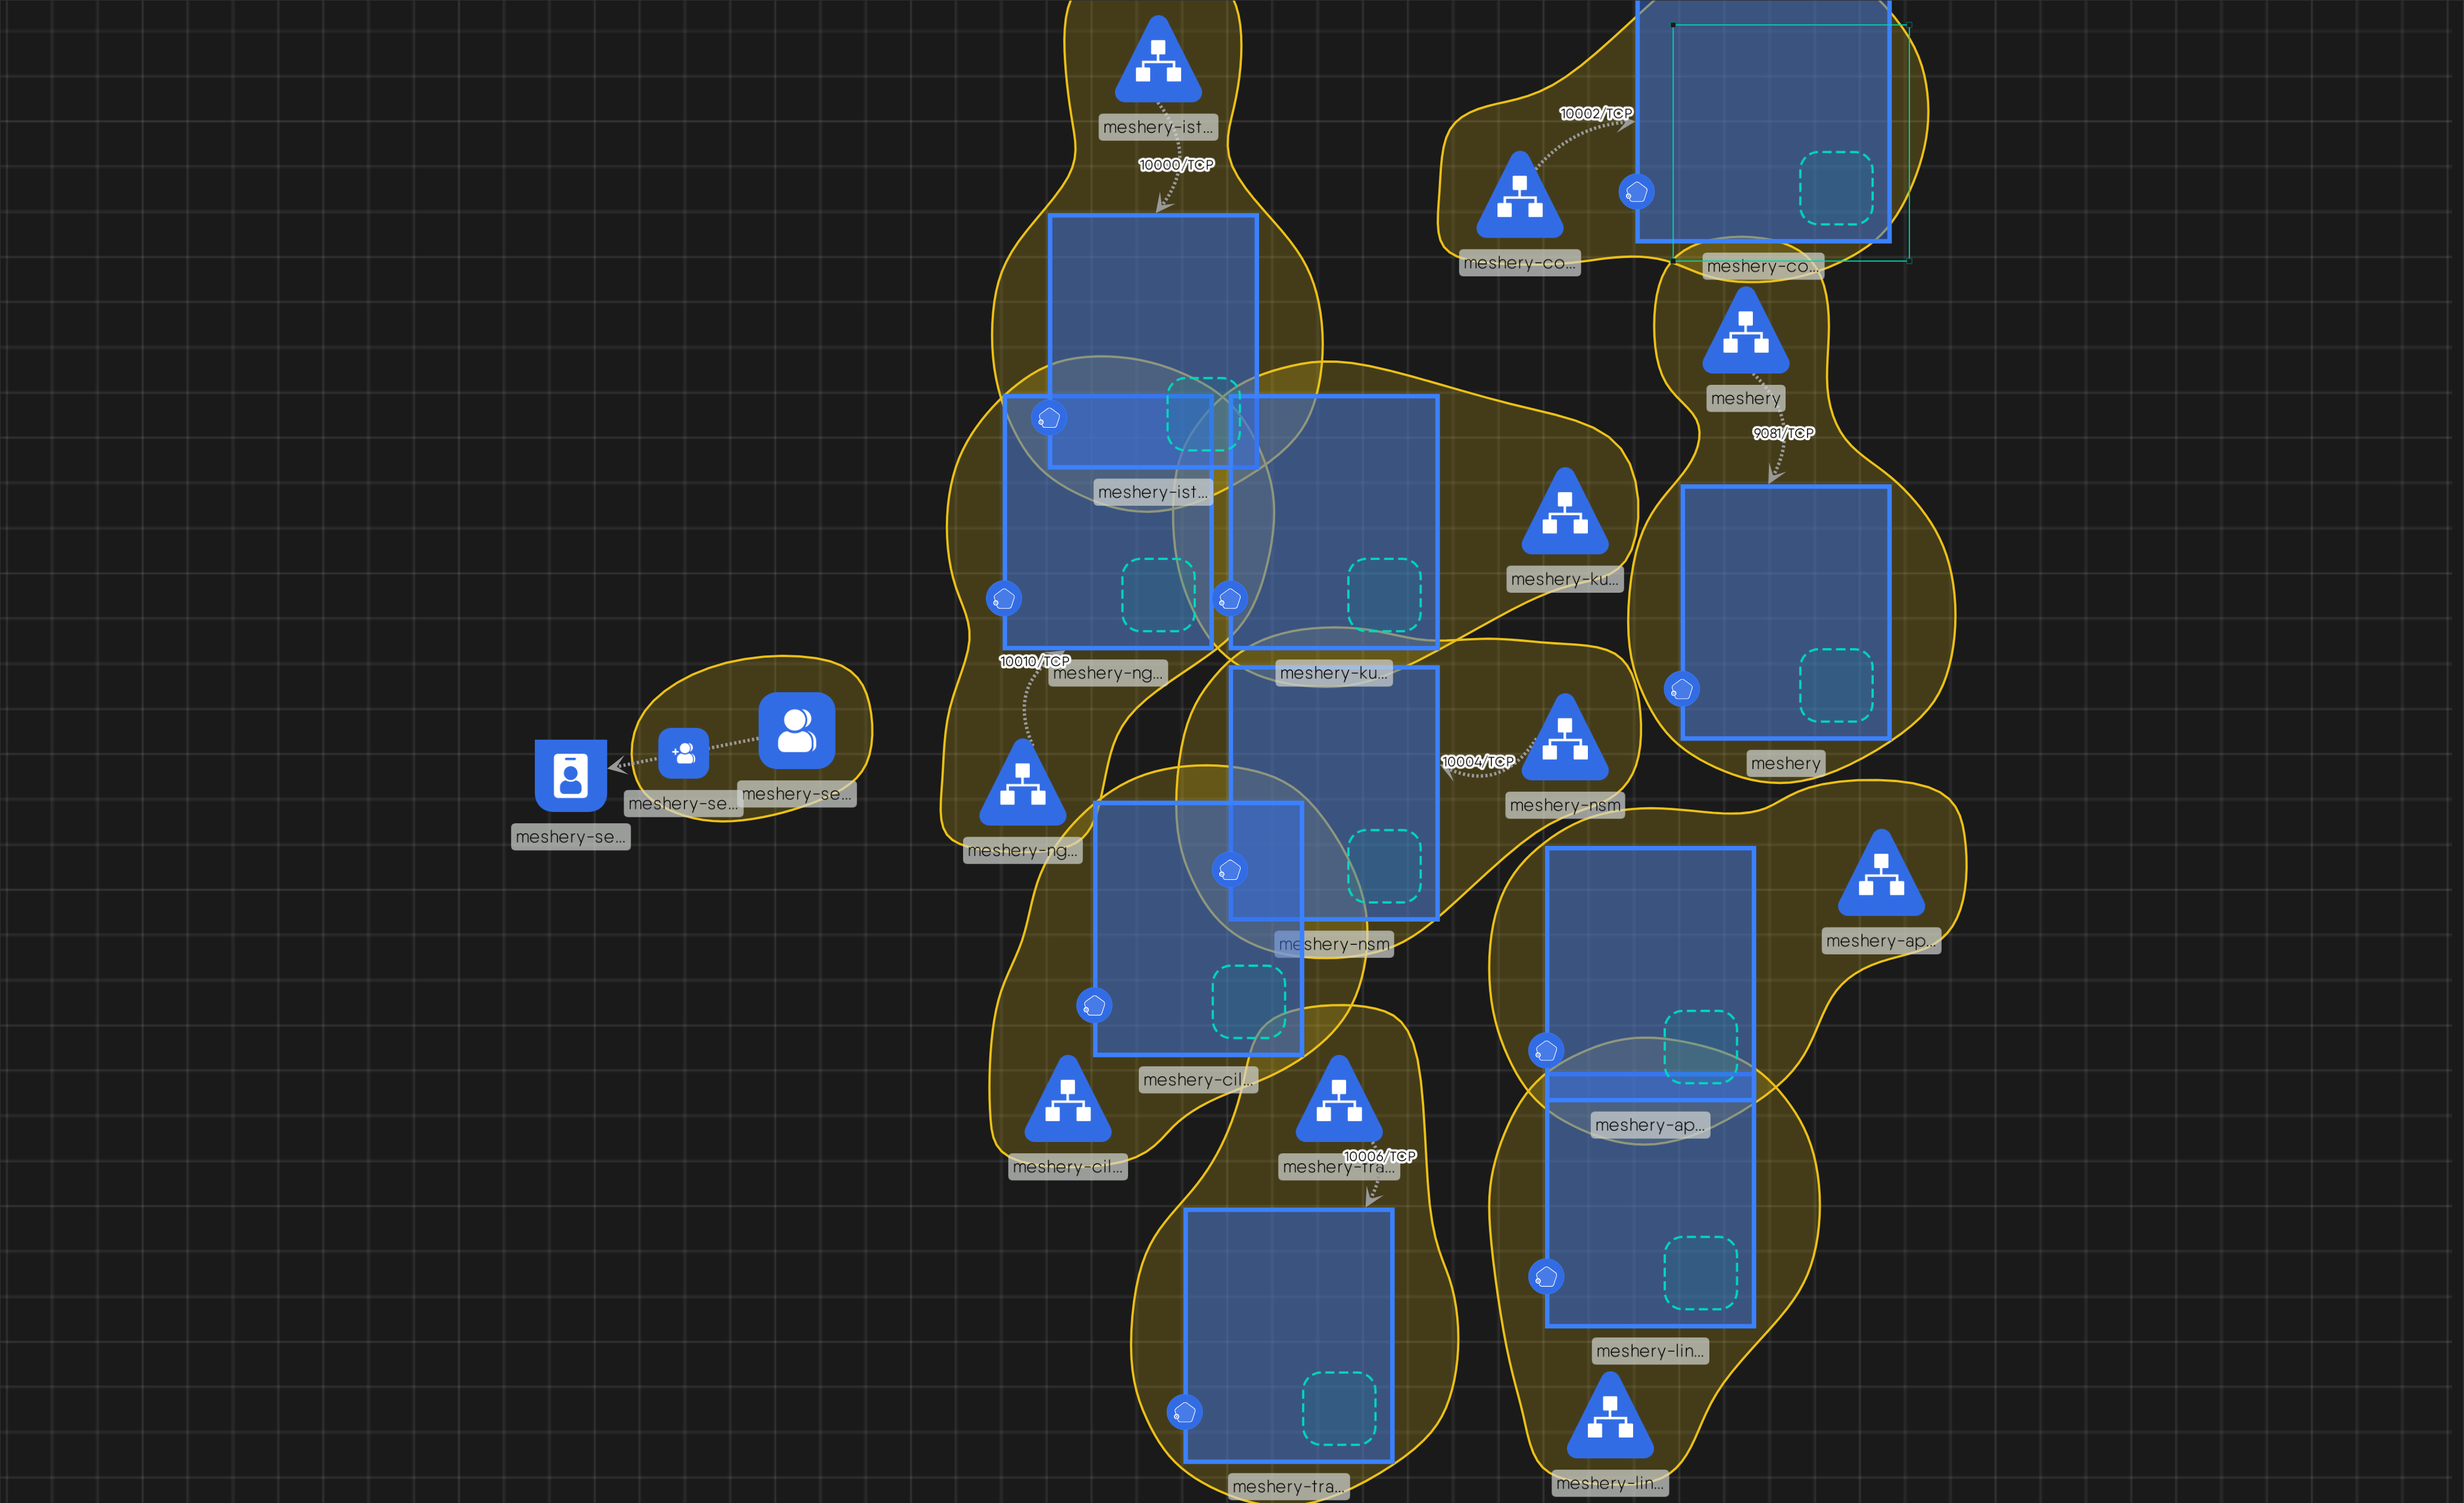 meshery-ist...
10000/TCP
10002/TCP
meshery-co...
meshery-co...
meshery
9081/TCP
meshery-ist...
meshery-ku...
10010/TCP
meshery-ng...
meshery-ku...
10004/TCP
meshery
meshery-se...
meshery-se...
meshery-nsm
meshery-se...
meshery-ng...
meshery-nsm
meshery-ap...
meshery-cil...
meshery-ap...
10006/TCP
meshery-cil...
meshery-tra...
meshery-lin...
meshery-lin...
meshery-tra...